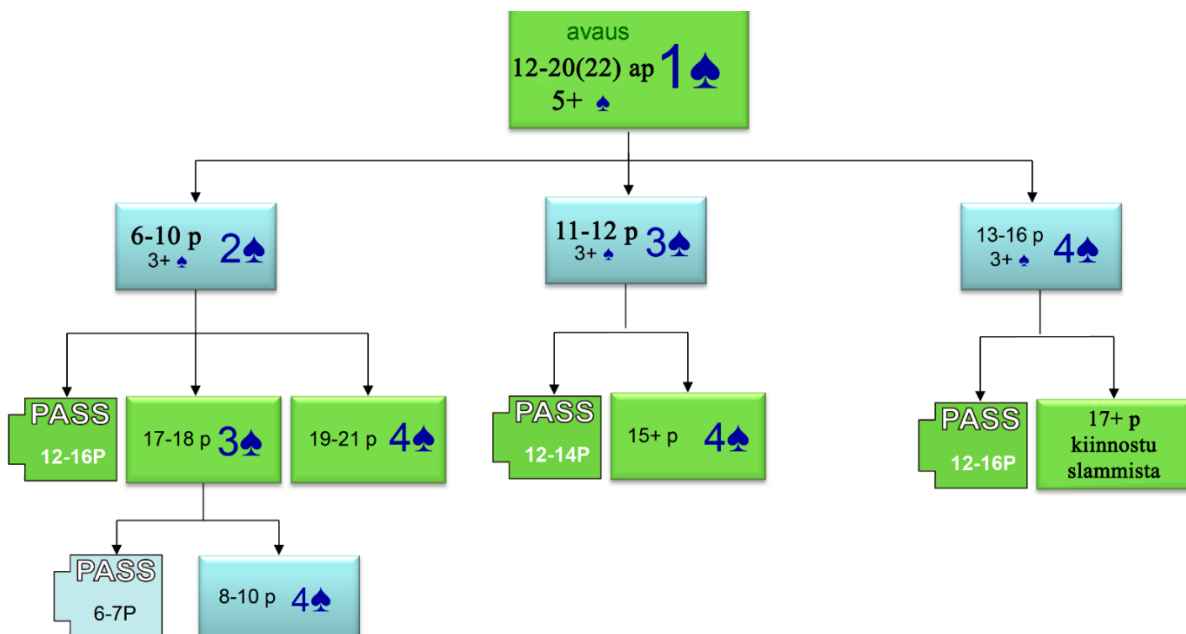 avaus
12-20(22) ap 1♠
5+ ♠
6-10 p 2♠
3+ ♠
11-12 p 3♠
3+ ♠
13-16 p 4♠
3+ ♠
PASS
12-16P
17-18 p 3♠
19-21 p 4♠
PASS
12-14P
15+ p 4♠
PASS
12-16P
17+ p
kiinnostu
slammista
PASS
6-7P
8-10 p 4♠